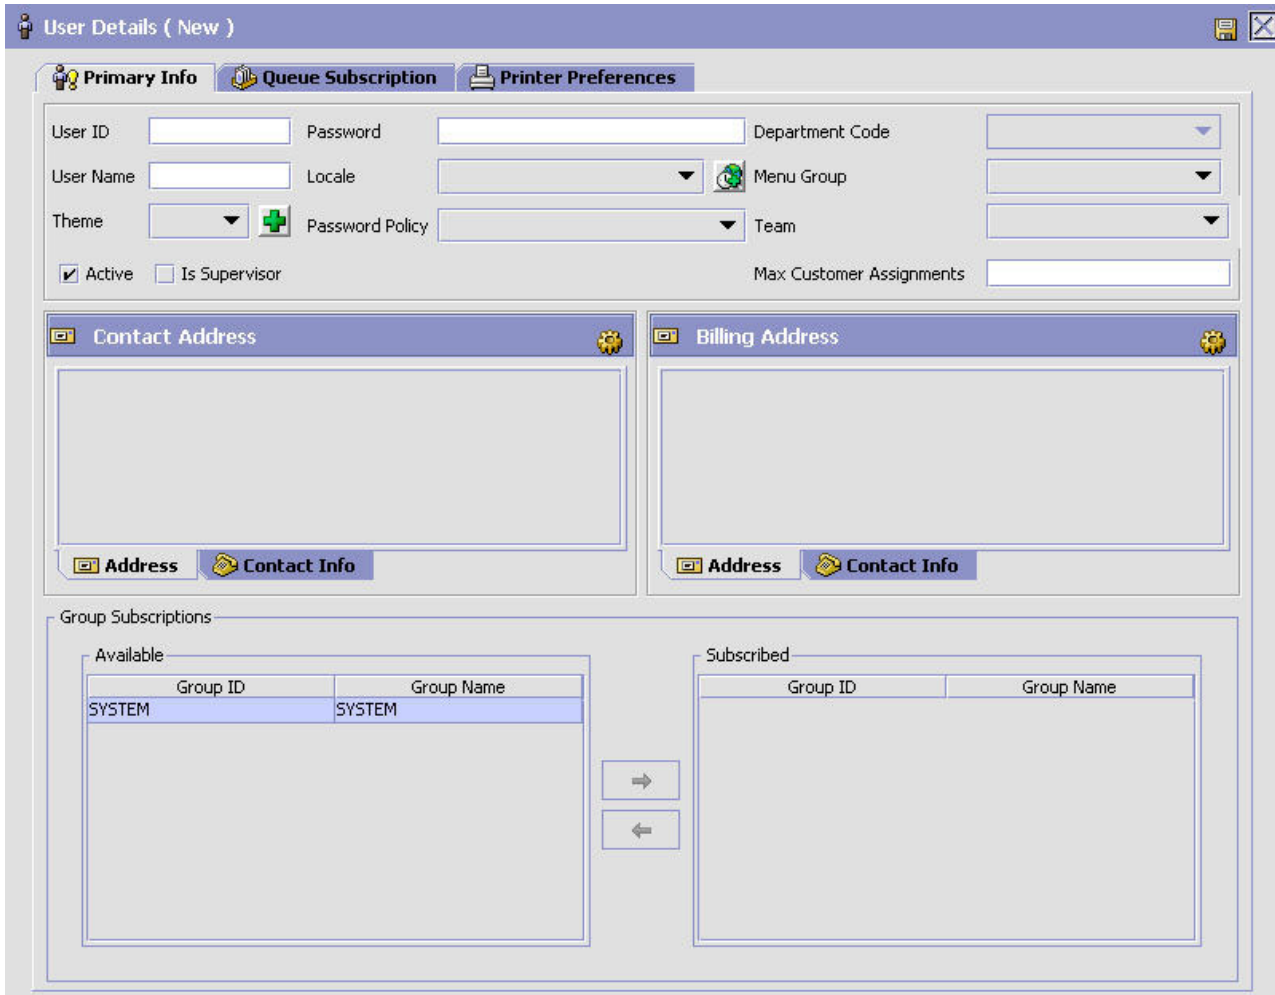 User Details ( New )
Primary Info Queue Subscription Printer Preferences
User ID Password Department Code
User Name Locale Menu Group
Theme Password Policy Team
Active Is Supervisor Max Customer Assignments
Contact Address Billing Address
Address Contact Info Address Contact Info
Group Subscriptions
Available Subscribed
Group ID Group Name Group ID Group Name
SYSTEM SYSTEM